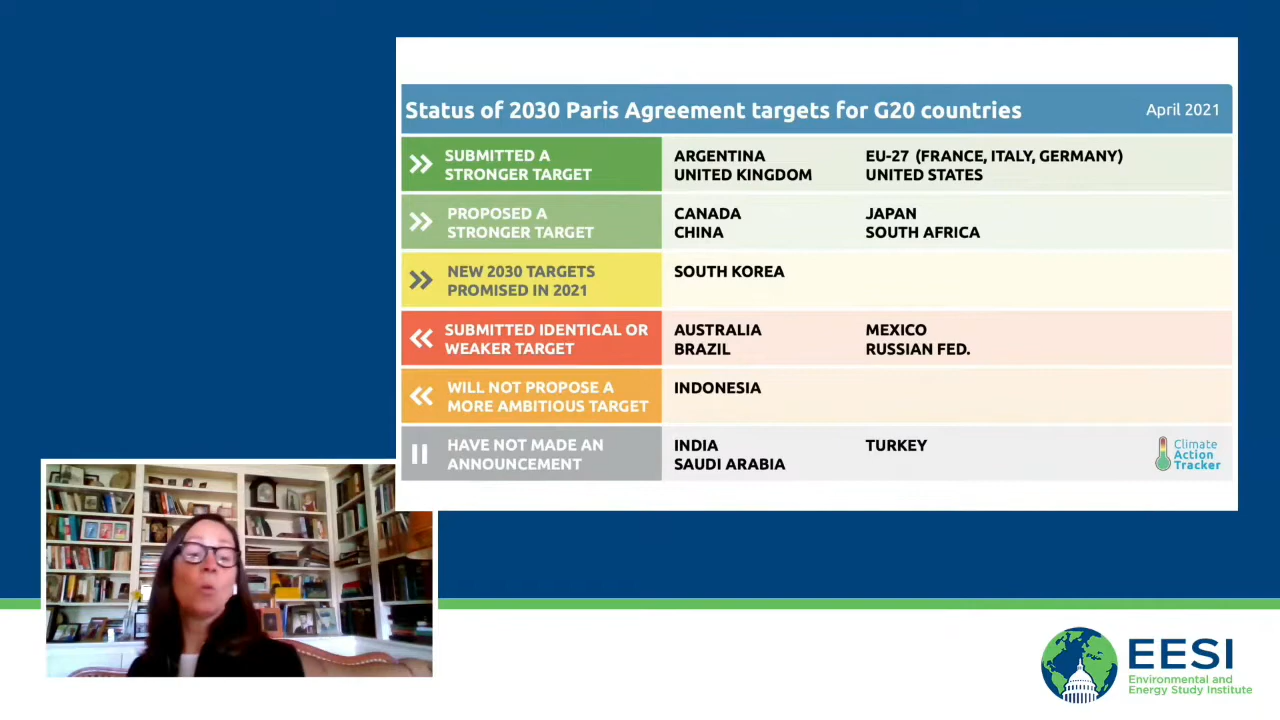 Status of 2030 Paris Agreement targets for G20 countries
April 2021
SUBMITTED A
STRONGER TARGET
ARGENTINA
UNITED KINGDOM
EU-27 (FRANCE, ITALY, GERMANY)
UNITED STATES
PROPOSED A
STRONGER TARGET
CANADA
CHINA
JAPAN
SOUTH AFRICA
NEW 2030 TARGETS
PROMISED IN 2021
SOUTH KOREA
SUBMITTED IDENTICAL OR
WEAKER TARGET
AUSTRALIA
BRAZIL
MEXICO
RUSSIAN FED.
WILL NOT PROPOSE A
MORE AMBITIOUS TARGET
INDONESIA
HAVE NOT MADE AN
ANNOUNCEMENT
INDIA
SAUDI ARABIA
TURKEY
Climate
Action
Tracker
EESI
Environmental and
Energy Study Institute